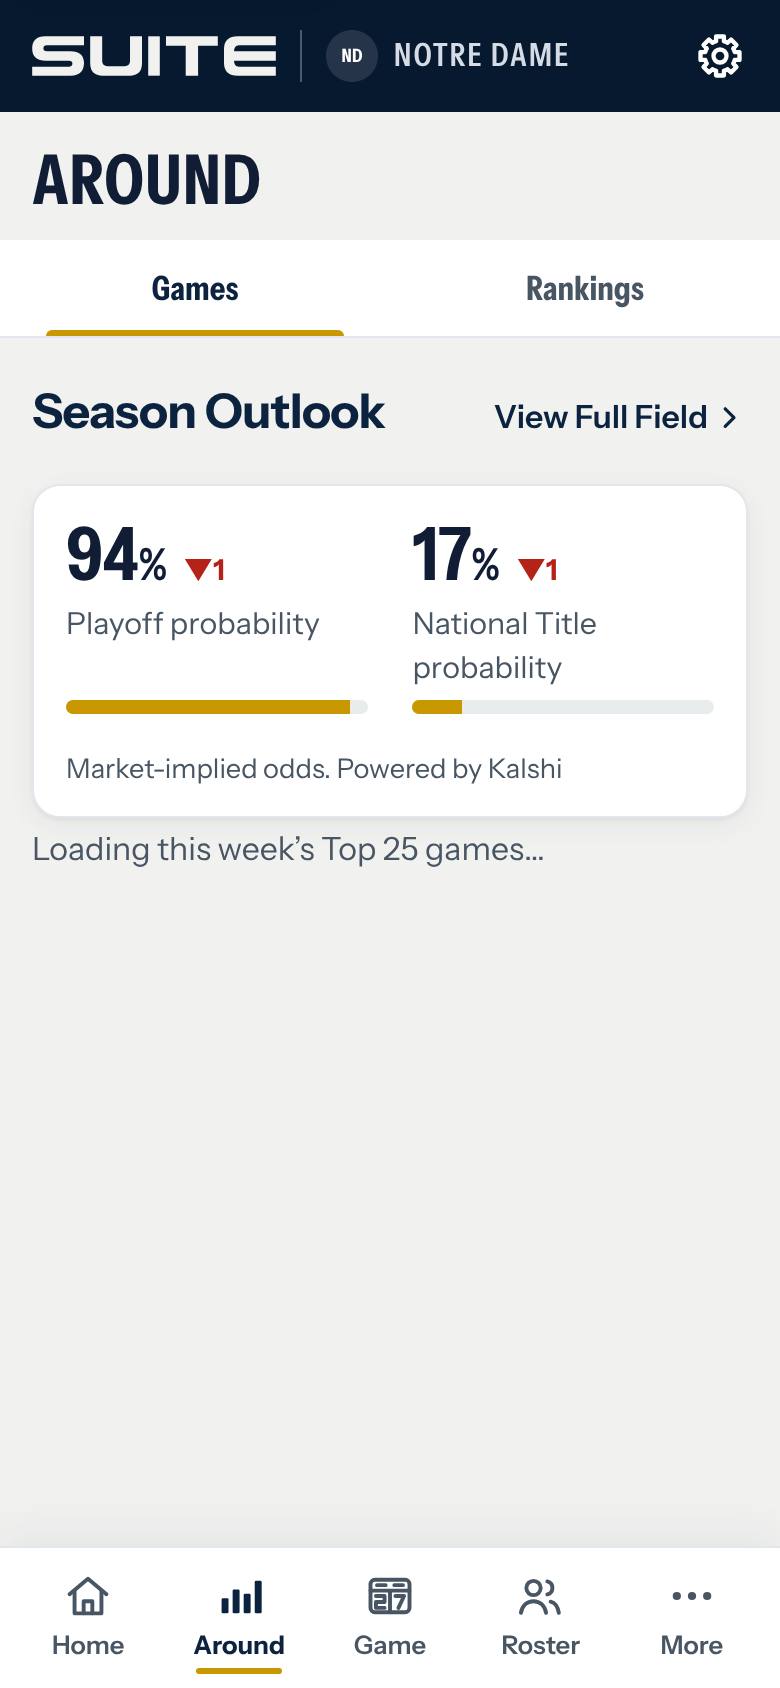 SUITE
ND
NOTRE DAME
AROUND
Games
Rankings
Season Outlook
View Full Field
94% ▼1
17% ▼1
Playoff probability
National Title
probability
Market-implied odds. Powered by Kalshi
Loading this week’s Top 25 games...
27
Home
Around
Game
Roster
More